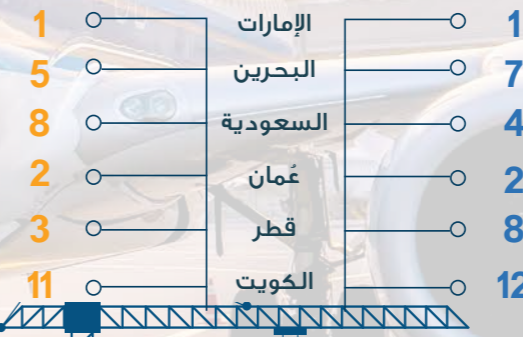 1 الإمارات 1
7 البحرين 5
4 السعودية 8
2 عُمان 2
8 قطر 3
12 الكويت 11